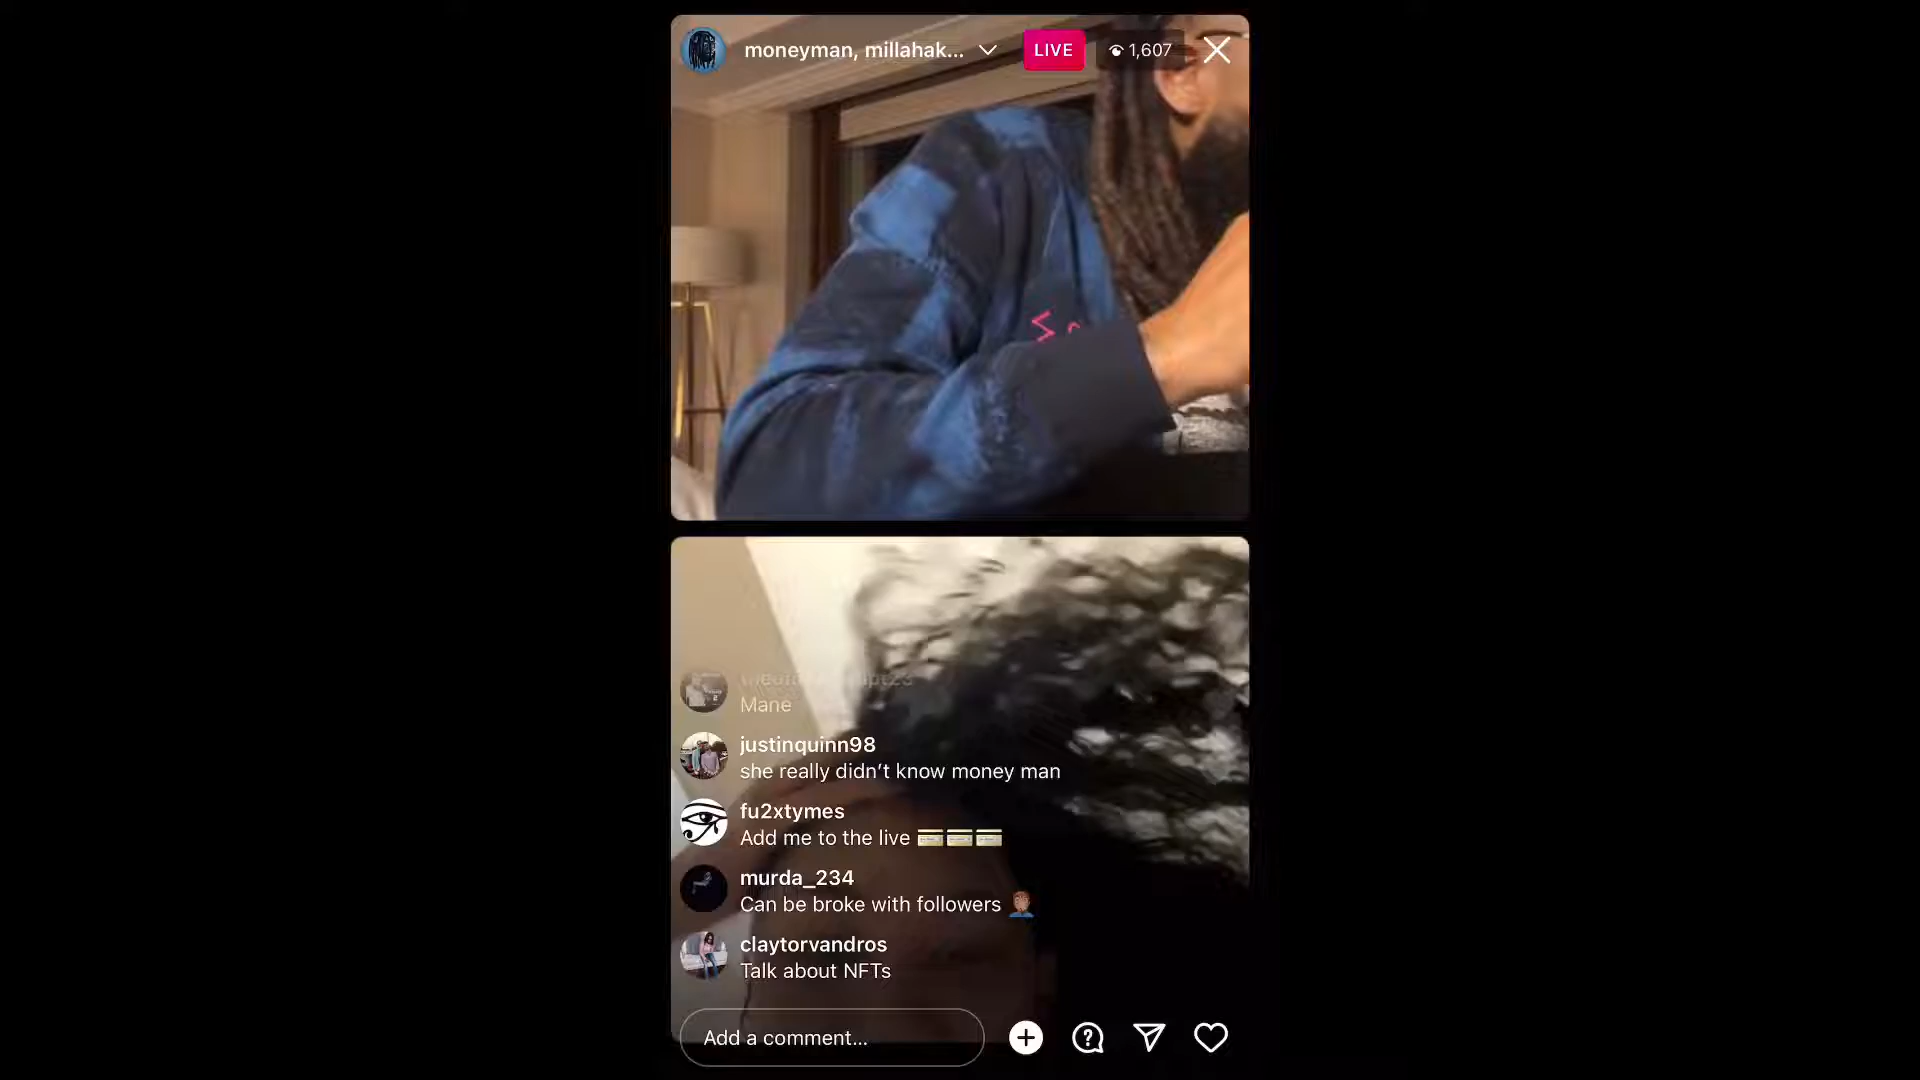 moneyman, millahak...
LIVE
1,607
Mane
justinquinn98
she really didn’t know money man
fu2xtymes
Add me to the live
murda_234
Can be broke with followers
claytorvandros
Talk about NFTs
Add a comment...